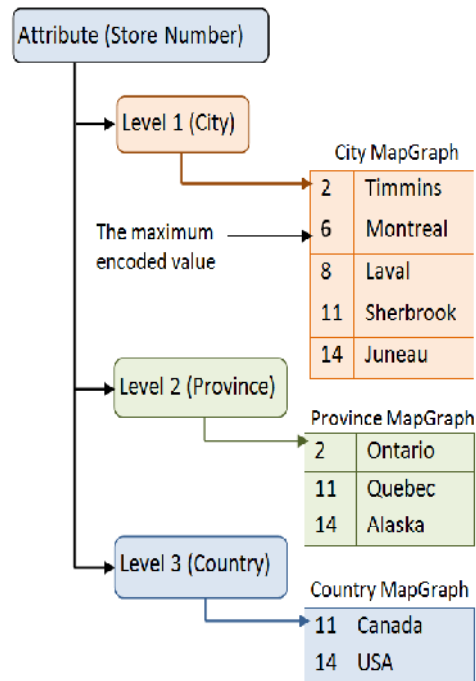 Attribute (Store Number)
Level 1 (City)
City MapGraph
2 Timmins
The maximum
encoded value
6 Montreal
8 Laval
11 Sherbrook
14 Juneau
Level 2 (Province)
Province MapGraph
2 Ontario
11 Quebec
14 Alaska
Level 3 (Country)
Country MapGraph
11 Canada
14 USA